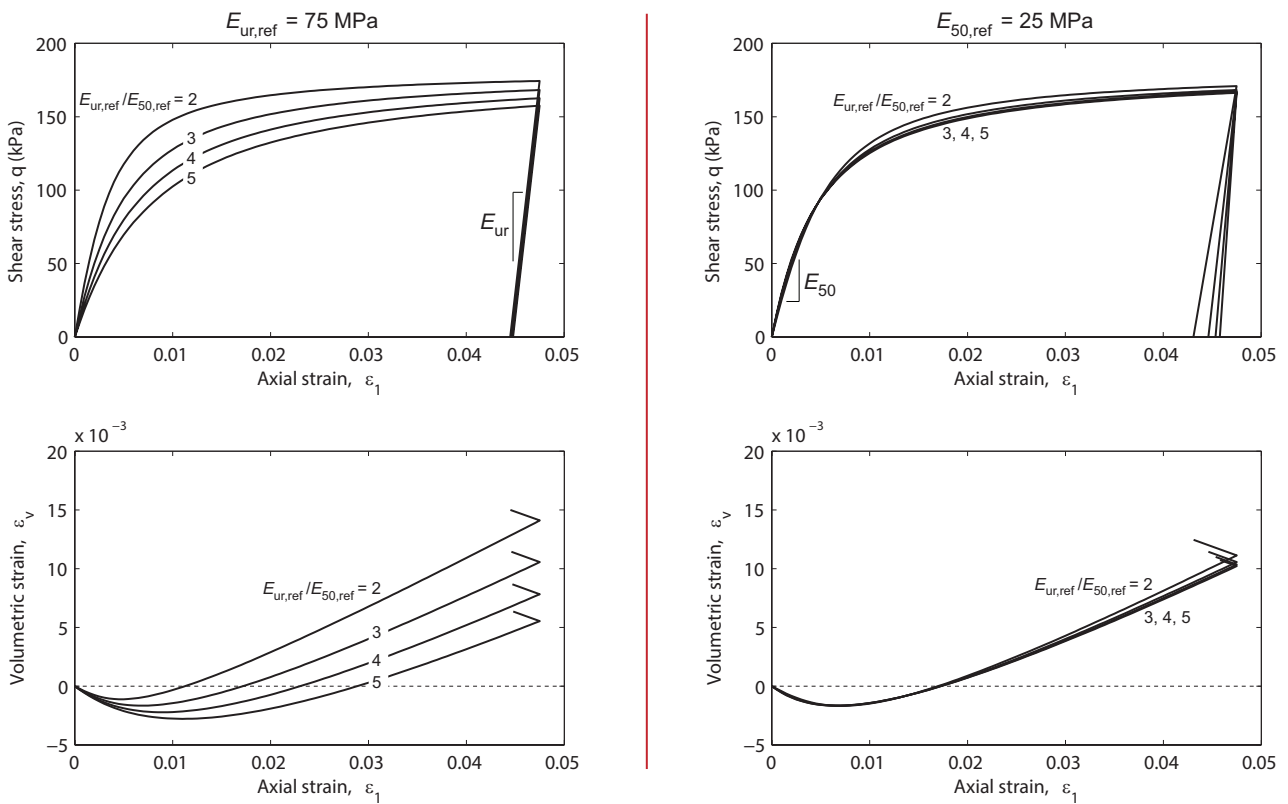 E_ur,ref = 75 MPa
200
150
100
50
0
Shear stress, q (kPa)
E_ur,ref /E_50,ref = 2
3
4
5
E_ur
0
0.01
0.02
0.03
0.04
0.05
Axial strain, ε_1
x 10^−3
20
15
10
5
0
−5
Volumetric strain, ε_v
E_ur,ref /E_50,ref = 2
3
4
5
0
0.01
0.02
0.03
0.04
0.05
Axial strain, ε_1
E_50,ref = 25 MPa
200
150
100
50
0
Shear stress, q (kPa)
E_ur,ref /E_50,ref = 2
3, 4, 5
E_50
0
0.01
0.02
0.03
0.04
0.05
Axial strain, ε_1
x 10^−3
20
15
10
5
0
−5
Volumetric strain, ε_v
E_ur,ref /E_50,ref = 2
3, 4, 5
0
0.01
0.02
0.03
0.04
0.05
Axial strain, ε_1